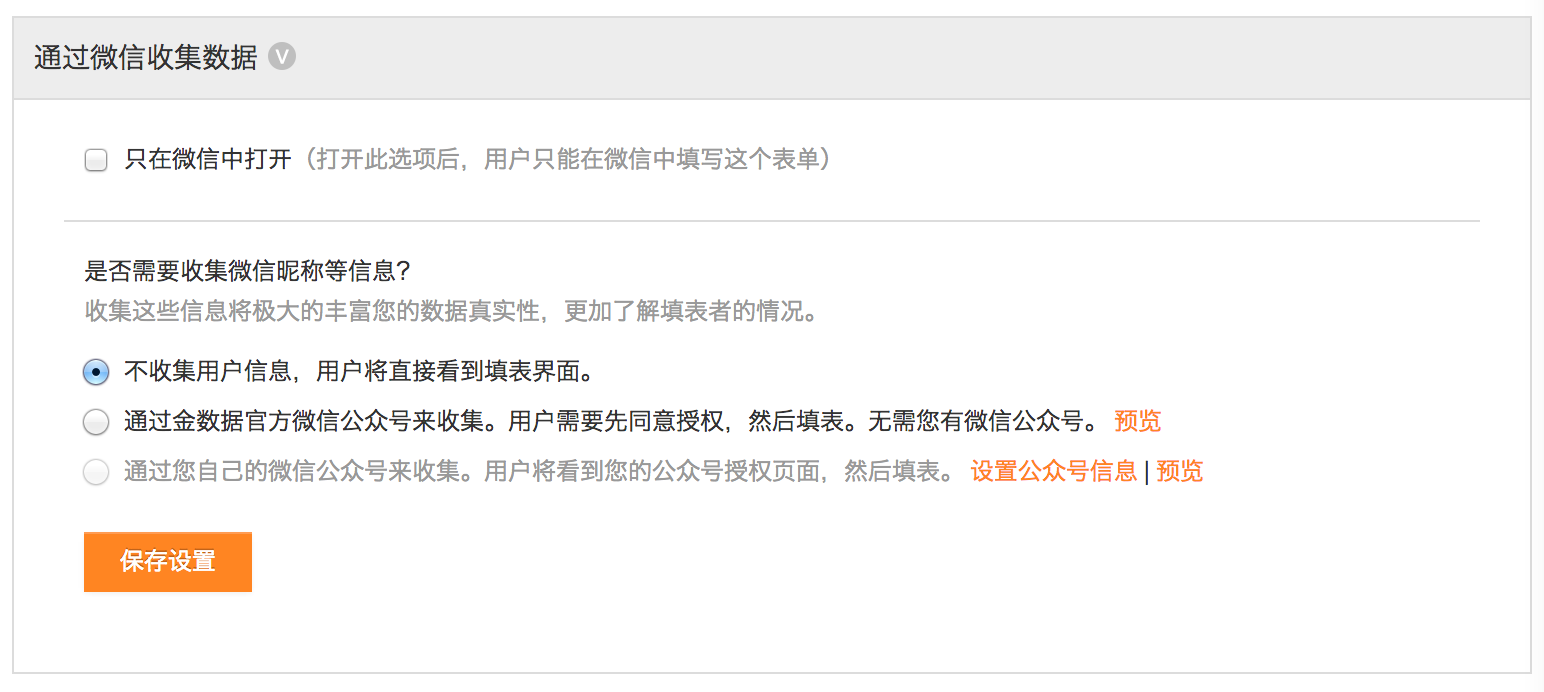 通过微信收集数据 V
只在微信中打开（打开此选项后，用户只能在微信中填写这个表单）
是否需要收集微信昵称等信息？
收集这些信息将极大的丰富您的数据真实性，更加了解填表者的情况。
不收集用户信息，用户将直接看到填表界面。
通过金数据官方微信公众号来收集。用户需要先同意授权，然后填表。无需您有微信公众号。 预览
通过您自己的微信公众号来收集。用户将看到您的公众号授权页面，然后填表。 设置公众号信息 | 预览
保存设置